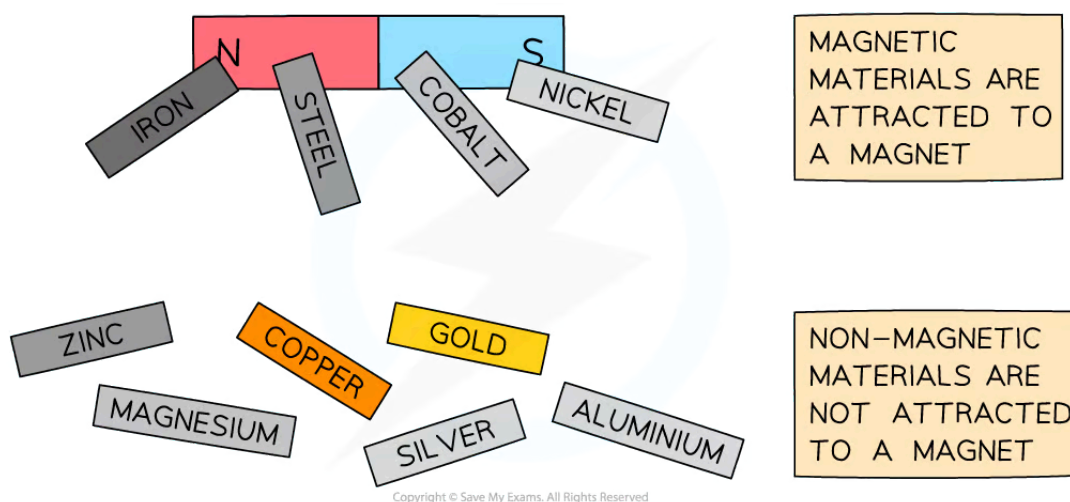 N S
IRON
STEEL
COBALT
NICKEL
MAGNETIC
MATERIALS ARE
ATTRACTED TO
A MAGNET
ZINC
COPPER
GOLD
MAGNESIUM
SILVER
ALUMINIUM
NON-MAGNETIC
MATERIALS ARE
NOT ATTRACTED
TO A MAGNET
Copyright © Save My Exams. All Rights Reserved